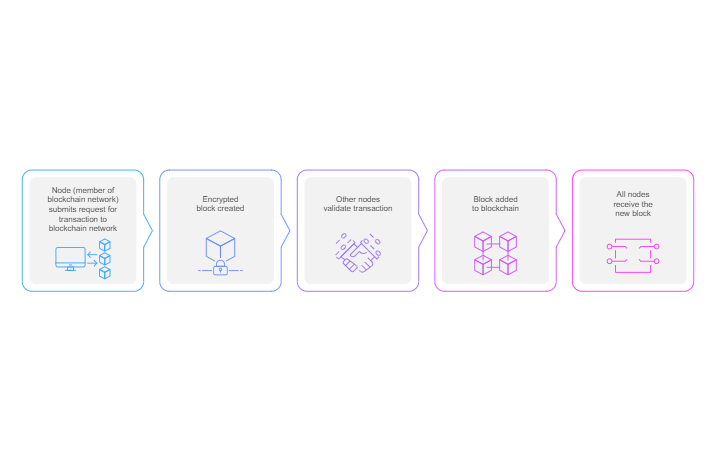 Node (member of
blockchain network)
submits request for
transaction to
blockchain network
Encrypted
block created
Other nodes
validate transaction
Block added
to blockchain
All nodes
receive the
new block